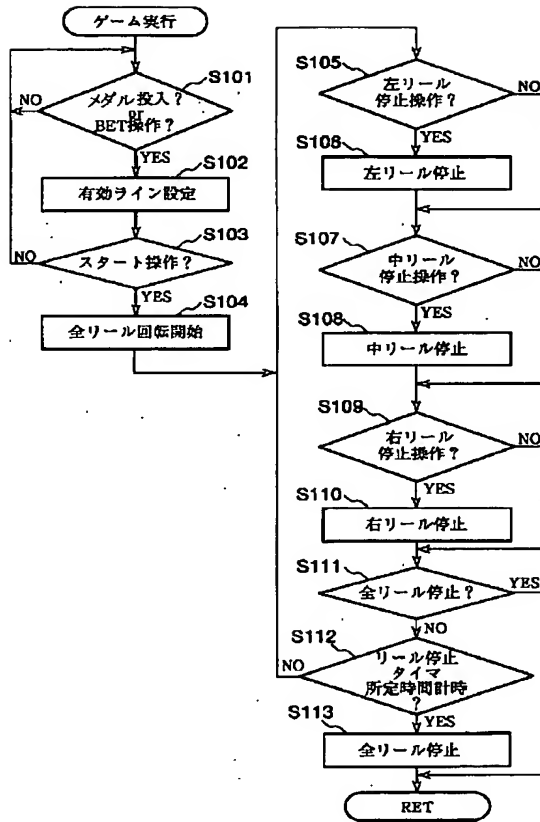 ゲーム実行
S101
メダル投入？
or
BET操作？
NO
YES
S102
有効ライン設定
S103
スタート操作？
NO
YES
S104
全リール回転開始
S105
左リール
停止操作？
NO
YES
S108
左リール停止
S107
中リール
停止操作？
NO
YES
S108
中リール停止
S109
右リール
停止操作？
NO
YES
S110
右リール停止
S111
全リール停止？
YES
NO
S112
リール停止
タイマ
所定時間計時
？
NO
YES
S113
全リール停止
RET